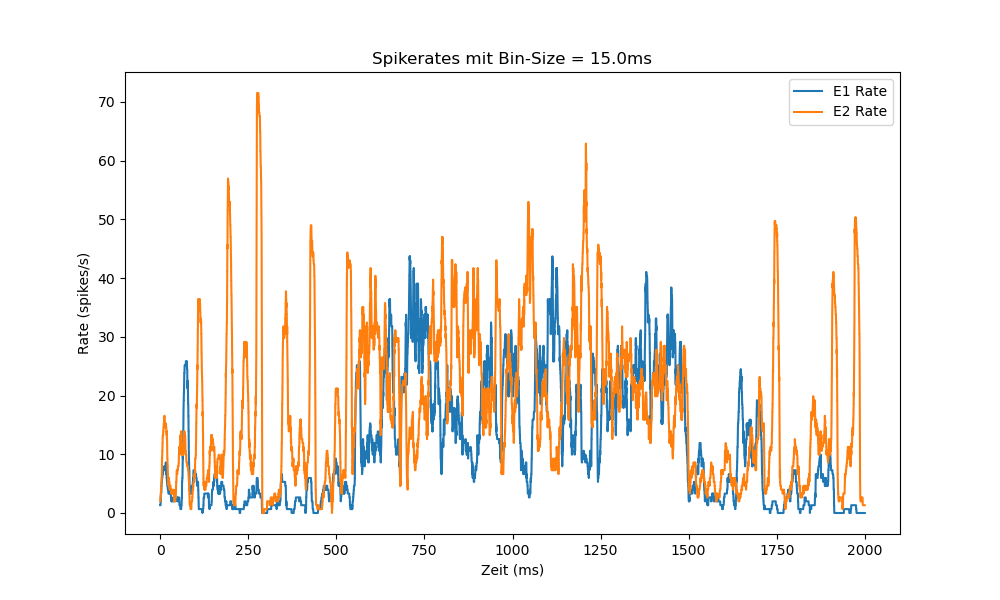 Spikerates mit Bin-Size = 15.0ms
E1 Rate
E2 Rate
Rate (spikes/s)
70
60
50
40
30
20
10
0
0 250 500 750 1000 1250 1500 1750 2000
Zeit (ms)